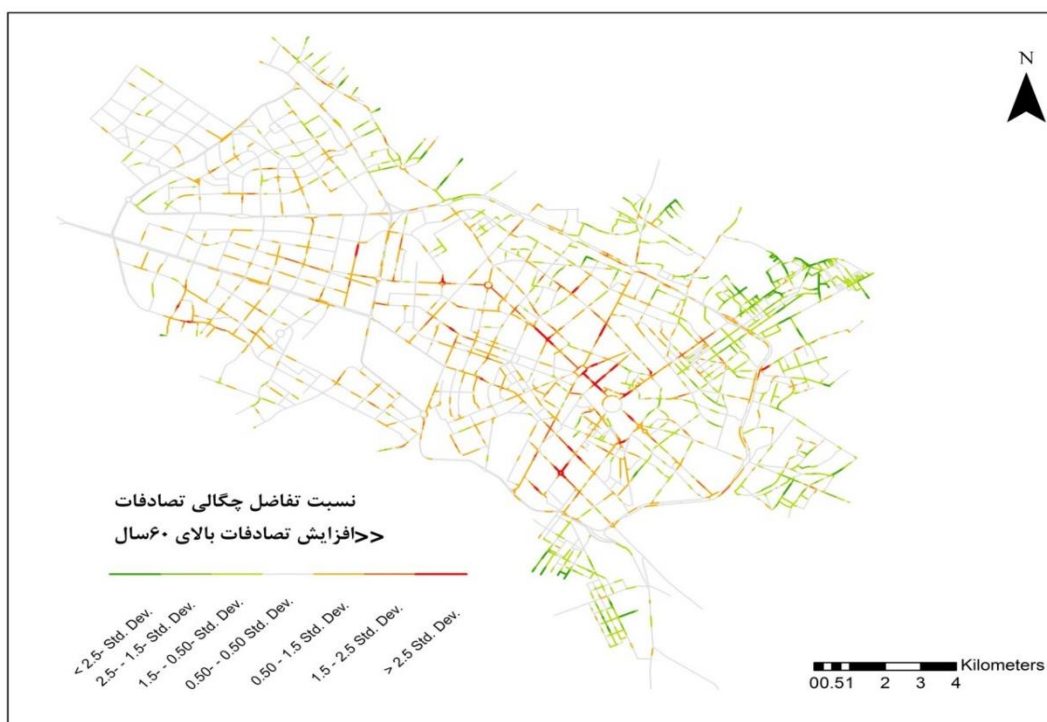 N
نسبت تفاضل چگالی تصادفات
>>افزایش تصادفات بالای ۶۰سال
< 2.5- Std. Dev.
2.5- - 1.5- Std. Dev.
1.5- - 0.50- Std. Dev.
0.50- - 0.50 Std. Dev.
0.50 - 1.5 Std. Dev.
1.5 - 2.5 Std. Dev.
> 2.5 Std. Dev.
Kilometers
00.51 2 3 4